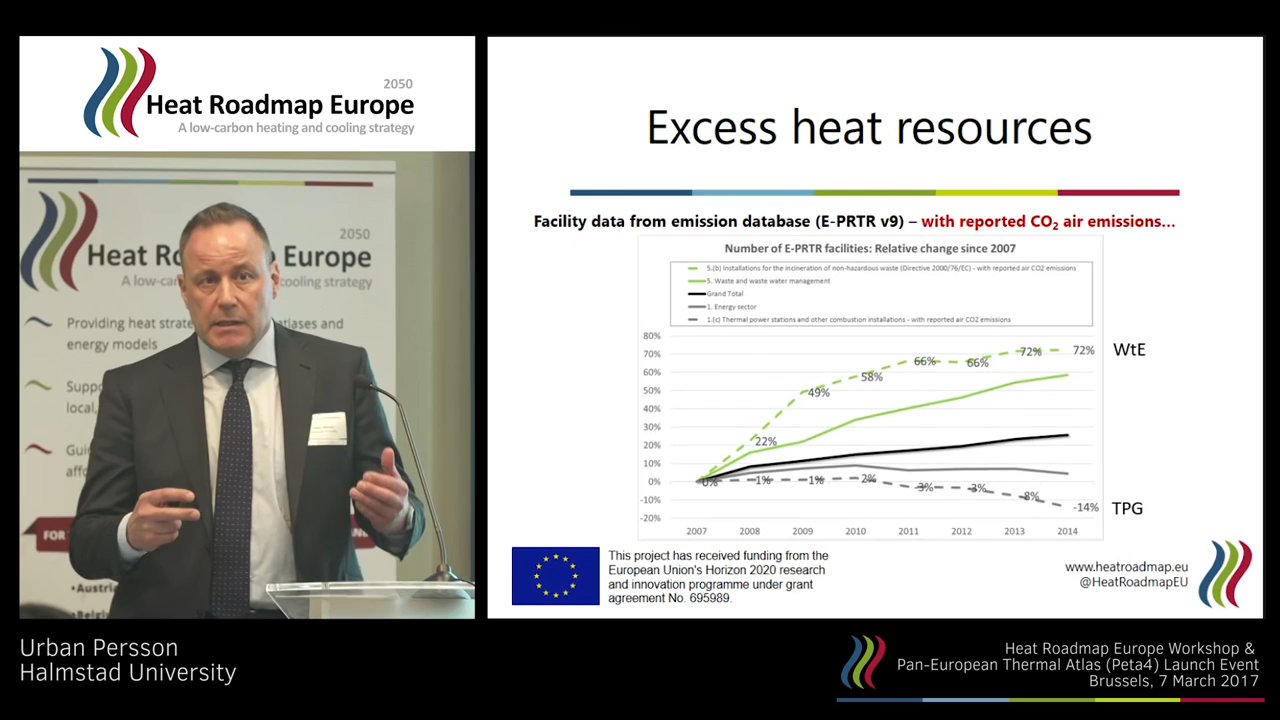 2050
Heat Roadmap Europe
A low-carbon heating and cooling strategy
2050
Heat Europe
A low-ca cooling strategy
Providing heat atlases and
energy models
local,
FOR
Urban Persson
Halmstad University
Excess heat resources
Facility data from emission database (E-PRTR v9) – with reported CO₂ air emissions...
Number of E-PRTR facilities: Relative change since 2007
5.(b) Installations for the incineration of non-hazardous waste (Directive 2000/76/EC) - with reported air CO2 emissions
5. Waste and waste water management
Grand Total
1. Energy sector
1.(c) Thermal power stations and other combustion installations - with reported air CO2 emissions
80%
70%
60%
50%
40%
30%
20%
10%
0%
-10%
-20%
0%
22%
49%
58%
66%
66%
72%
72%
WtE
1%
1%
2%
-3%
-3%
-8%
-14%
TPG
2007 2008 2009 2010 2011 2012 2013 2014
This project has received funding from the
European Union's Horizon 2020 research
and innovation programme under grant
agreement No. 695989.
www.heatroadmap.eu
@HeatRoadmapEU
Heat Roadmap Europe Workshop &
Pan-European Thermal Atlas (Peta4) Launch Event
Brussels, 7 March 2017